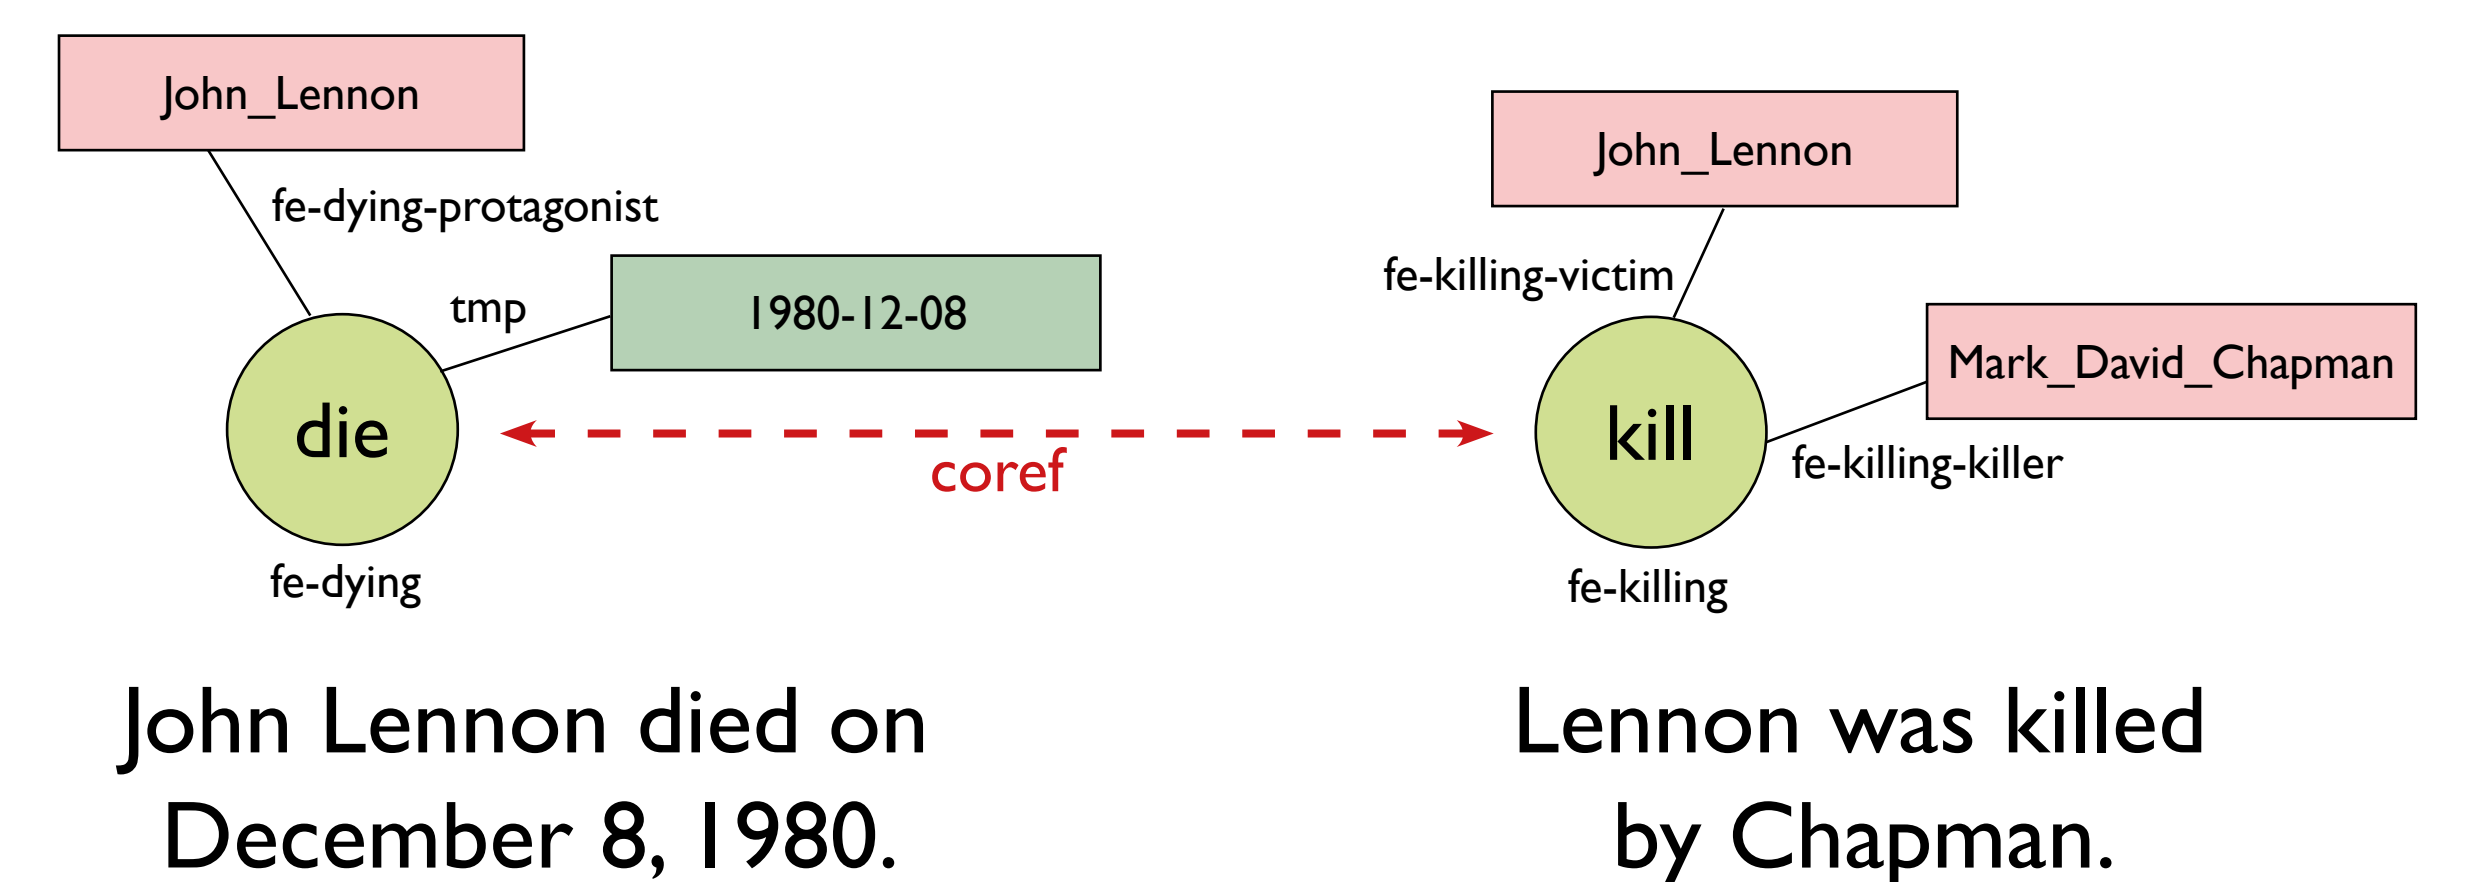 John_Lennon
fe-dying-protagonist
tmp
1980-12-08
die
fe-dying
coref
John_Lennon
fe-killing-victim
Mark_David_Chapman
kill
fe-killing-killer
fe-killing
John Lennon died on
December 8, 1980.
Lennon was killed
by Chapman.